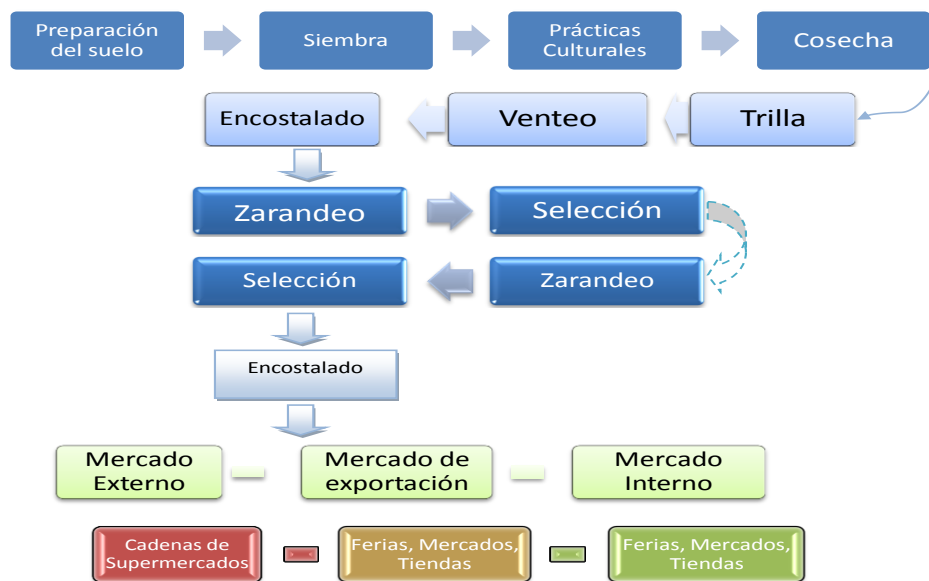 Preparación
del suelo
Siembra
Prácticas
Culturales
Cosecha
Encostalado
Venteo
Trilla
Zarandeo
Selección
Selección
Zarandeo
Encostalado
Mercado
Externo
Mercado de
exportación
Mercado
Interno
Cadenas de
Supermercados
Ferias, Mercados,
Tiendas
Ferias, Mercados,
Tiendas